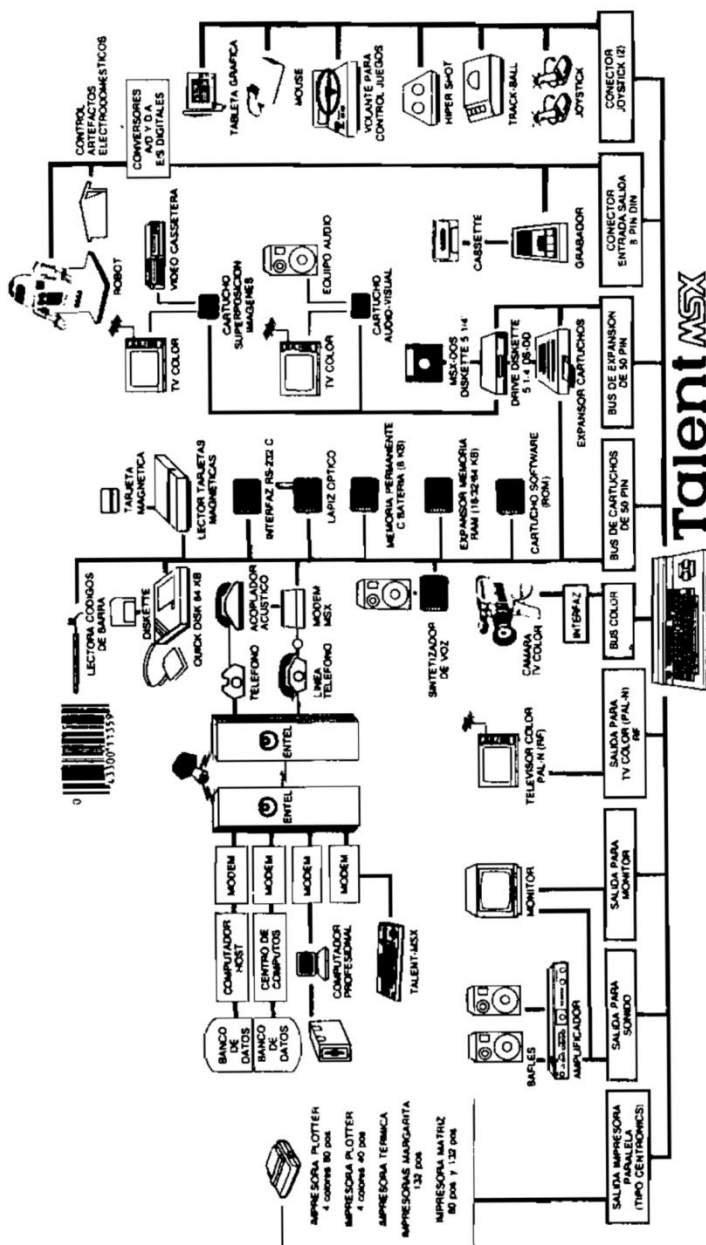 CONTROL
ARTEFACTOS
ELECTRODOMESTICOS
ROBOT
CONVERSORES
A/D Y D/A
E/S DIGITALES
TABLETA GRAFICA
MOUSE
VOLANTE PARA
CONTROL JUEGOS
HIPER SHOT
TRACK-BALL
JOYSTICK
CONECTOR
JOYSTICK (2)
VIDEO CASSETERA
TV COLOR
CARTUCHO
SUPERPOSICION
IMAGENES
EQUIPO AUDIO
TV COLOR
CARTUCHO
AUDIO-VISUAL
CASSETTE
GRABADOR
CONECTOR
ENTRADA SALIDA
8 PIN DIN
MSX-DOS
DISKETTE 5 1/4
DRIVE DISKETTE
5 1-4 DS-DD
EXPANSOR CARTUCHOS
BUS DE EXPANSION
DE 50 PIN
TARJETA
MAGNETICA
LECTOR TARJETAS
MAGNETICAS
INTERFAZ RS-232 C
LAPIZ OPTICO
MEMORIA PERMANENTE
C BATERIA (8 KB)
EXPANSOR MEMORIA
RAM (16-32/64 KB)
CARTUCHO SOFTWARE
(ROM)
BUS DE CARTUCHOS
DE 50 PIN
LECTORA CODIGOS
DE BARRA
DISKETTE
QUICK DISK 64 KB
ACOPLADOR
ACUSTICO
TELEFONO
MODEM
MSX
LINEA
TELEFONO
SINTETIZADOR
DE VOZ
CAMARA
TV COLOR
INTERFAZ
BUS COLOR
0
43300 11359
ENTEL
ENTEL
MODEM
MODEM
MODEM
MODEM
COMPUTADOR
HOST
CENTRO DE
COMPUTOS
COMPUTADOR
PROFESIONAL
TALENT-MSX
BANCO
DE
DATOS
BANCO
DE
DATOS
TELEVISOR COLOR
PAL-N (RF)
SALIDA PARA
TV COLOR (PAL-N)
RF
MONITOR
SALIDA PARA
MONITOR
BAFLES
AMPLIFICADOR
SALIDA PARA
SONIDO
IMPRESORA PLOTTER
4 colores 80 pos
IMPRESORA PLOTTER
4 colores 40 pos
IMPRESORA TERMICA
IMPRESORAS MARGARITA
132 pos
IMPRESORA MATRIZ
80 pos y 132 pos
SALIDA IMPRESORA
PARALELA
(TIPO CENTRONICS)
Talent MSX